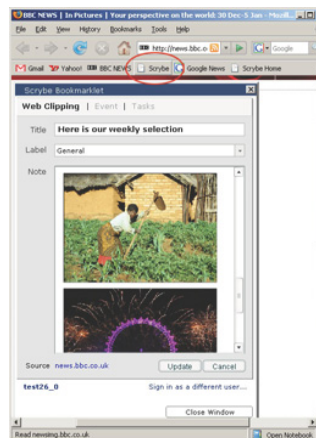 BBC NEWS | In Pictures | Your perspective on the world: 30 Dec-5 Jan - Mozill...
File Edit View History Bookmarks Tools Help
http://news.bbc.o
Google
Gmail Yahoo! BBC NEWS Scrybe Google News Scrybe Home
Scrybe Bookmarklet
Web Clipping | Event | Tasks
Title Here is our weekly selection
Label General
Note
Source news.bbc.co.uk Update Cancel
test26_0 Sign in as a different user...
Close Window
Read newsimg.bbc.co.uk Open Notebook